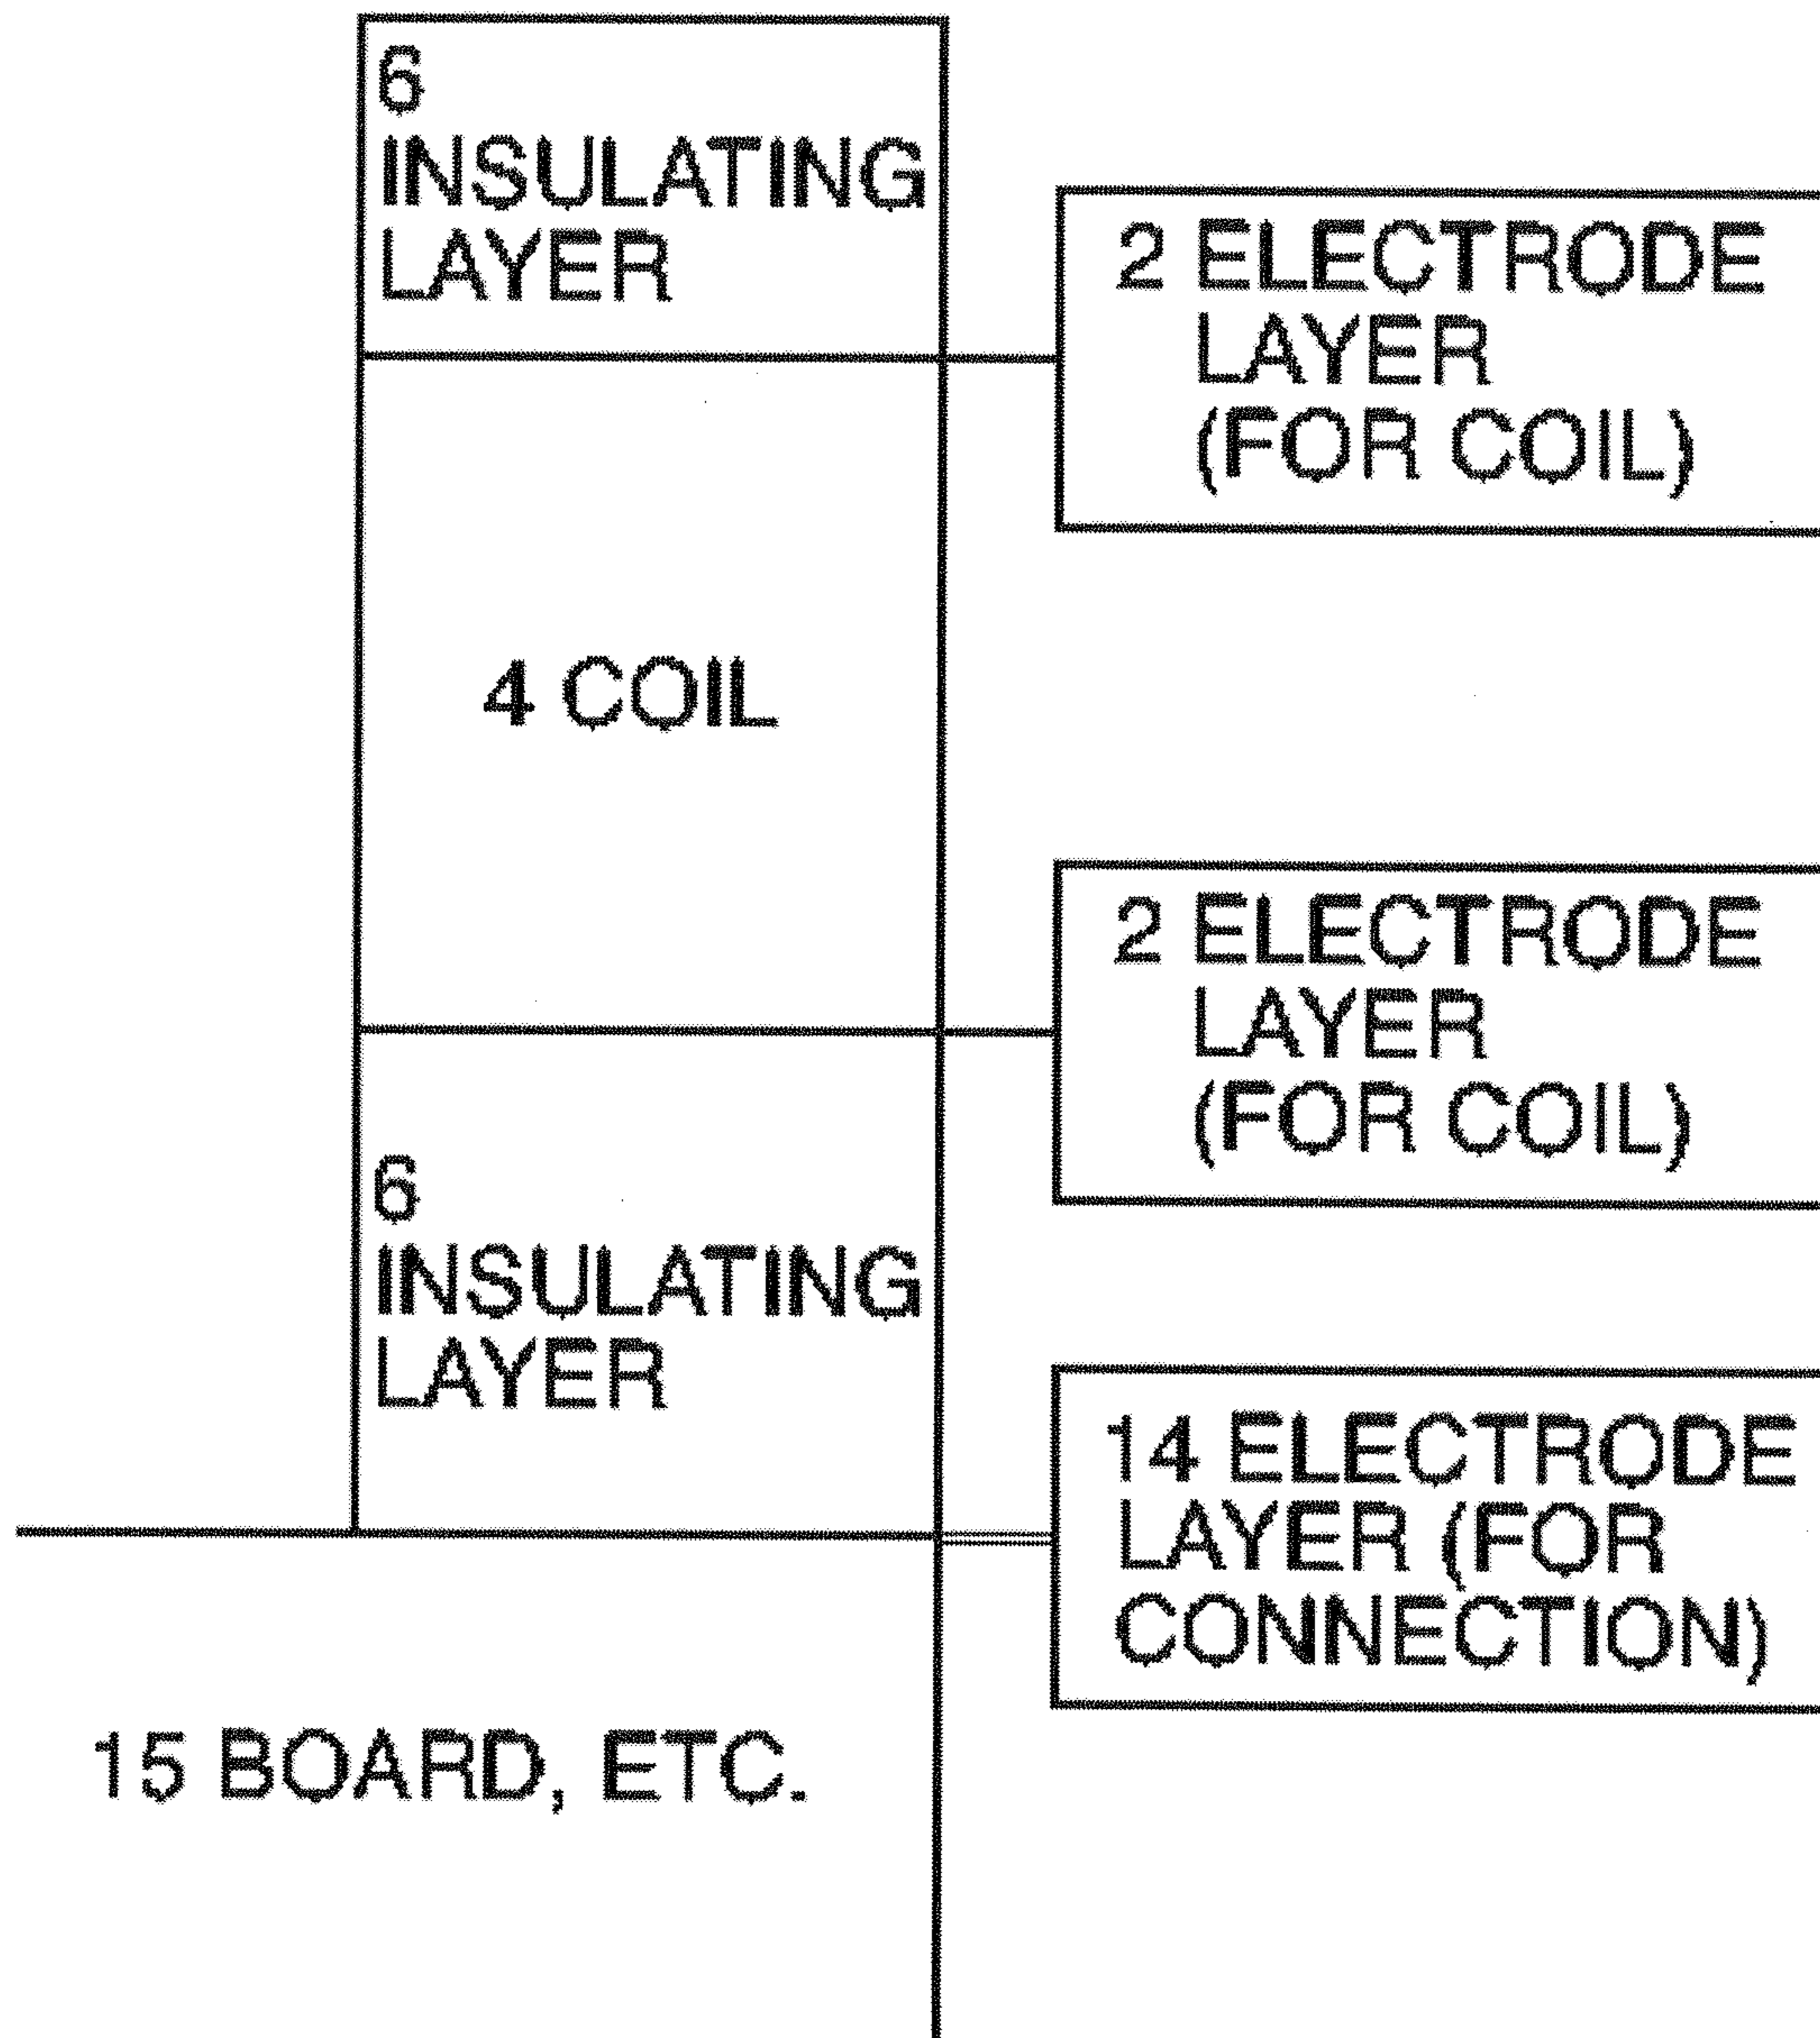 6
INSULATING
LAYER
2 ELECTRODE
LAYER
(FOR COIL)
4 COIL
2 ELECTRODE
LAYER
(FOR COIL)
6
INSULATING
LAYER
14 ELECTRODE
LAYER (FOR
CONNECTION)
15 BOARD, ETC.